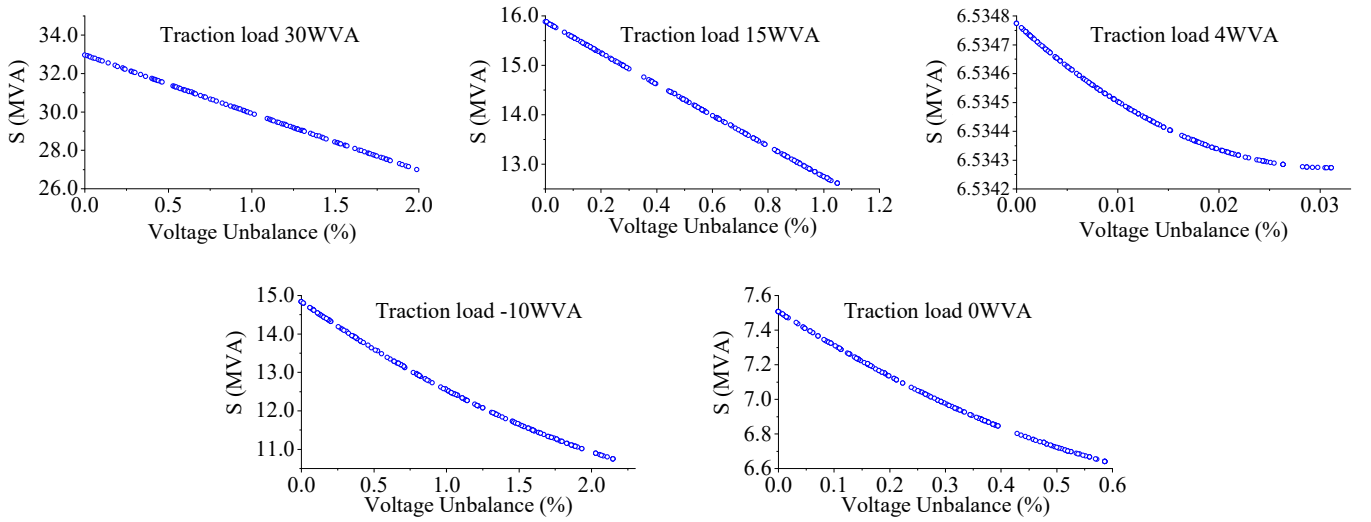 Traction load 30WVA
S (MVA)
34.0
32.0
30.0
28.0
26.0
0.0 0.5 1.0 1.5 2.0
Voltage Unbalance (%)
Traction load 15WVA
S (MVA)
16.0
15.0
14.0
13.0
0.0 0.2 0.4 0.6 0.8 1.0 1.2
Voltage Unbalance (%)
Traction load 4WVA
S (MVA)
6.5348
6.5347
6.5346
6.5345
6.5344
6.5343
6.5342
0.00 0.01 0.02 0.03
Voltage Unbalance (%)
Traction load -10WVA
S (MVA)
15.0
14.0
13.0
12.0
11.0
0.0 0.5 1.0 1.5 2.0
Voltage Unbalance (%)
Traction load 0WVA
S (MVA)
7.6
7.4
7.2
7.0
6.8
6.6
0.0 0.1 0.2 0.3 0.4 0.5 0.6
Voltage Unbalance (%)